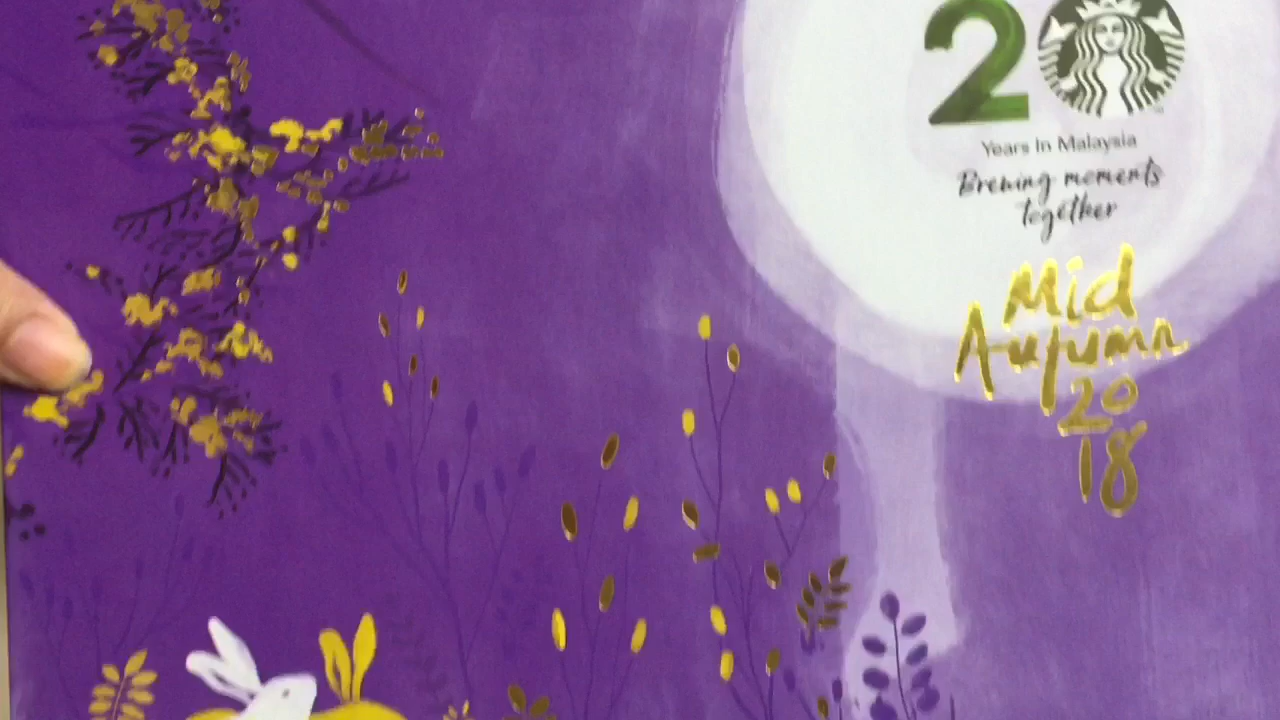 20
Years In Malaysia
Brewing moments
together
Mid
Autumn
20
18